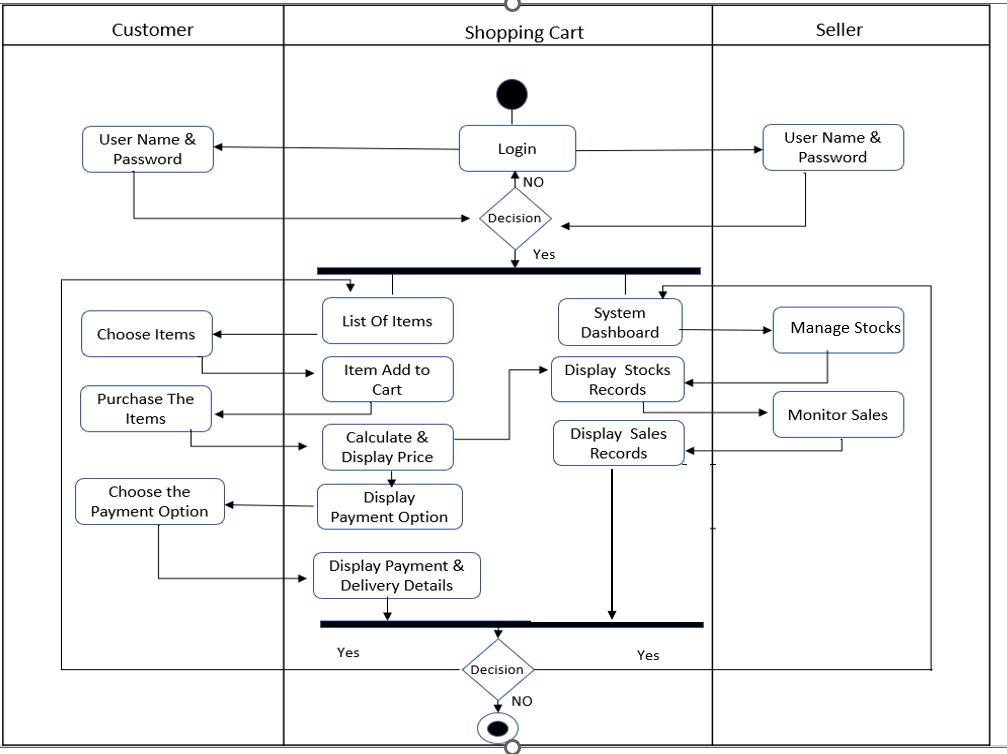 Customer
Shopping Cart
Seller
User Name &
Password
Login
User Name &
Password
NO
Decision
Yes
List Of Items
System
Dashboard
Choose Items
Manage Stocks
Item Add to
Cart
Display Stocks
Records
Purchase The
Items
Monitor Sales
Calculate &
Display Price
Display Sales
Records
Choose the
Payment Option
Display
Payment Option
Display Payment &
Delivery Details
Yes
Yes
Decision
NO